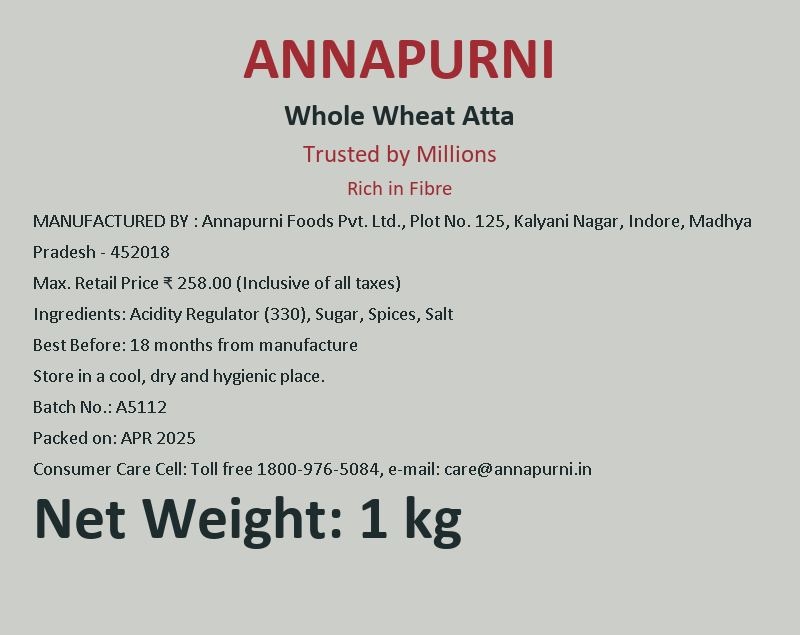 ANNAPURNI
Whole Wheat Atta
Trusted by Millions
Rich in Fibre
MANUFACTURED BY : Annapurni Foods Pvt. Ltd., Plot No. 125, Kalyani Nagar, Indore, Madhya
Pradesh - 452018
Max. Retail Price ₹ 258.00 (Inclusive of all taxes)
Ingredients: Acidity Regulator (330), Sugar, Spices, Salt
Best Before: 18 months from manufacture
Store in a cool, dry and hygienic place.
Batch No.: A5112
Packed on: APR 2025
Consumer Care Cell: Toll free 1800-976-5084, e-mail: care@annapurni.in
Net Weight: 1 kg